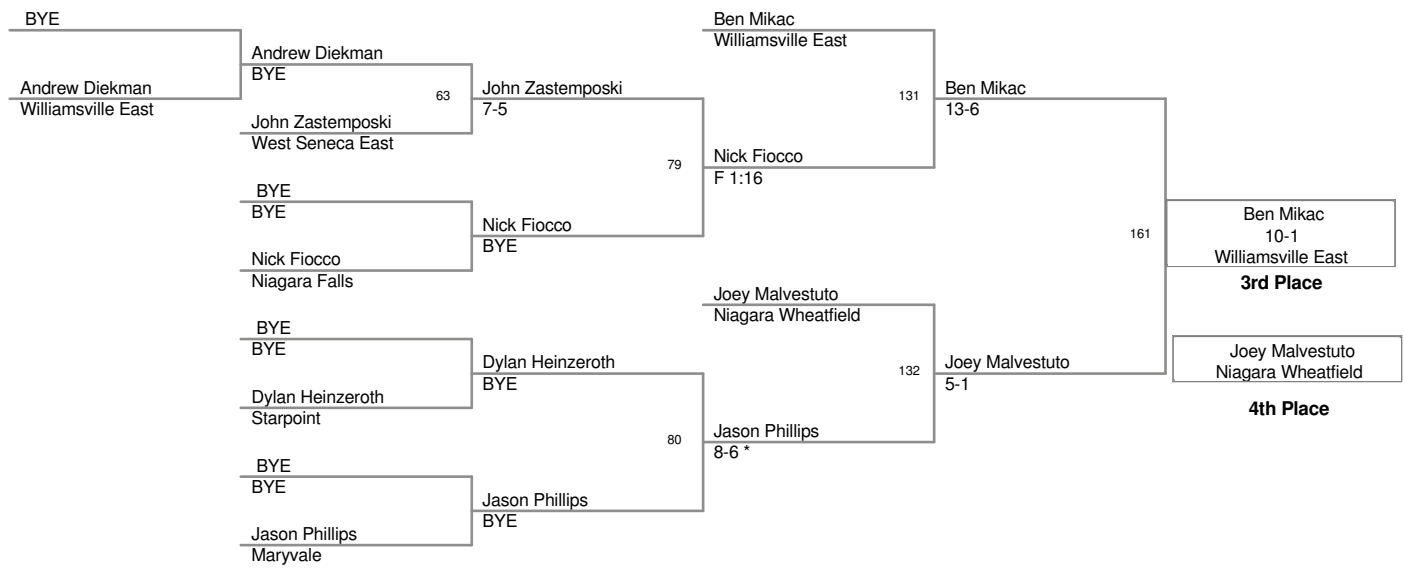 BYE
Andrew Diekman
Williamsville East
Andrew Diekman
BYE
John Zastemposki
West Seneca East
63
BYE
BYE
Nick Fiocco
Niagara Falls
BYE
BYE
Dylan Heinzeroth
Starpoint
BYE
BYE
Jason Phillips
Maryvale
John Zastemposki
7-5
Nick Fiocco
BYE
79
Dylan Heinzeroth
BYE
Jason Phillips
BYE
80
Ben Mikac
Williamsville East
Nick Fiocco
F 1:16
131
Joey Malvestuto
Niagara Wheatfield
Jason Phillips
8-6 *
132
Ben Mikac
13-6
Joey Malvestuto
5-1
161
Ben Mikac
10-1
Williamsville East
3rd Place
Joey Malvestuto
Niagara Wheatfield
4th Place